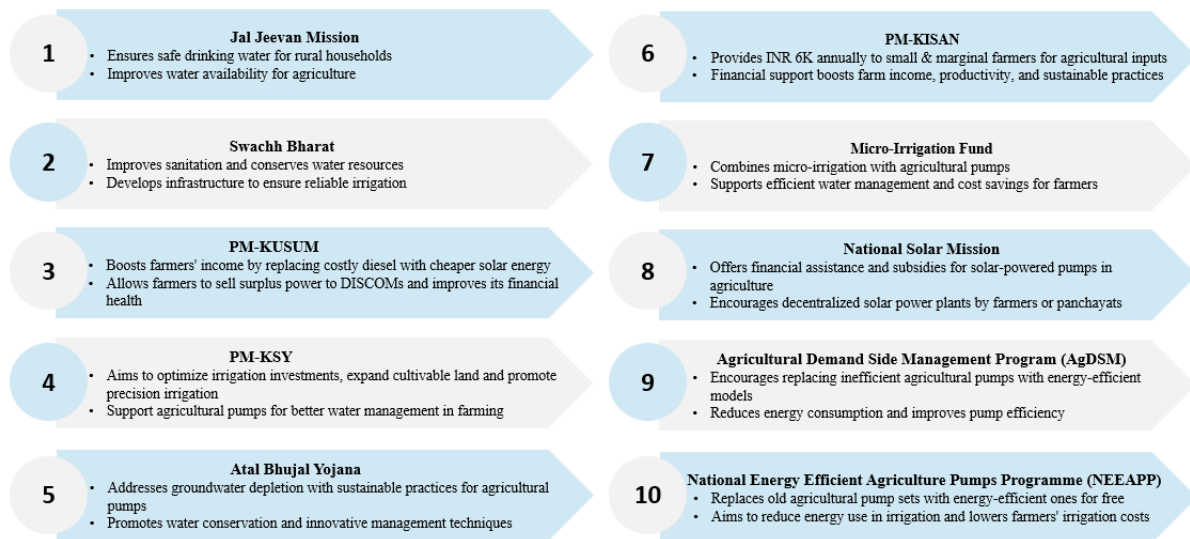 1
Jal Jeevan Mission
• Ensures safe drinking water for rural households
• Improves water availability for agriculture
2
Swachh Bharat
• Improves sanitation and conserves water resources
• Develops infrastructure to ensure reliable irrigation
3
PM-KUSUM
• Boosts farmers' income by replacing costly diesel with cheaper solar energy
• Allows farmers to sell surplus power to DISCOMs and improves its financial
health
4
PM-KSY
• Aims to optimize irrigation investments, expand cultivable land and promote
precision irrigation
• Support agricultural pumps for better water management in farming
5
Atal Bhujal Yojana
• Addresses groundwater depletion with sustainable practices for agricultural
pumps
• Promotes water conservation and innovative management techniques
6
PM-KISAN
• Provides INR 6K annually to small & marginal farmers for agricultural inputs
• Financial support boosts farm income, productivity, and sustainable practices
7
Micro-Irrigation Fund
• Combines micro-irrigation with agricultural pumps
• Supports efficient water management and cost savings for farmers
8
National Solar Mission
• Offers financial assistance and subsidies for solar-powered pumps in
agriculture
• Encourages decentralized solar power plants by farmers or panchayats
9
Agricultural Demand Side Management Program (AgDSM)
• Encourages replacing inefficient agricultural pumps with energy-efficient
models
• Reduces energy consumption and improves pump efficiency
10
National Energy Efficient Agriculture Pumps Programme (NEEAPP)
• Replaces old agricultural pump sets with energy-efficient ones for free
• Aims to reduce energy use in irrigation and lowers farmers' irrigation costs